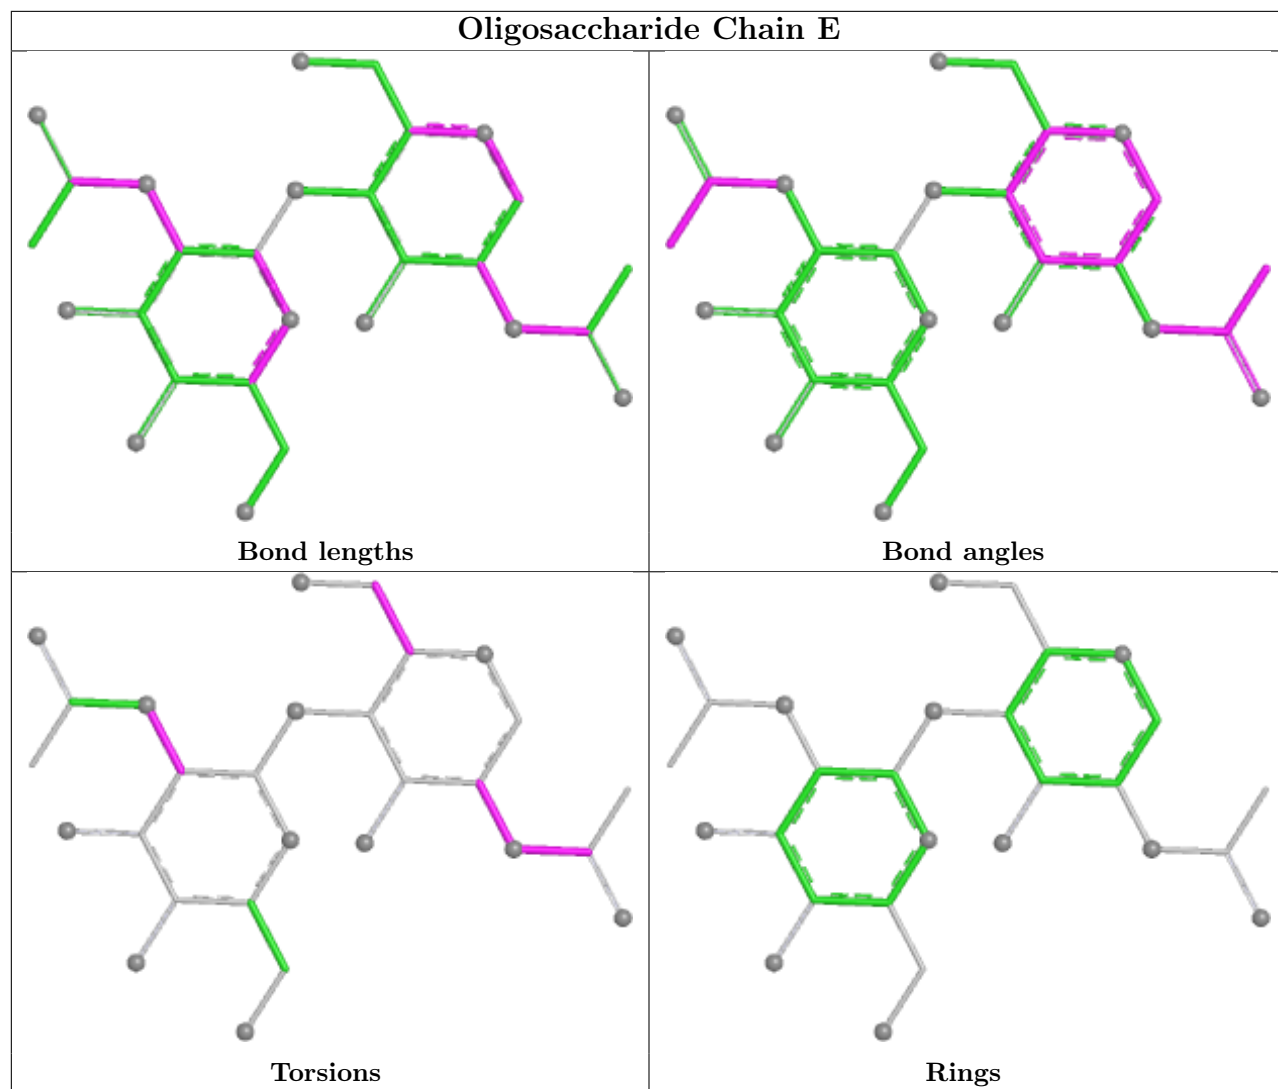 Oligosaccharide Chain E
Bond lengths
Bond angles
Torsions
Rings